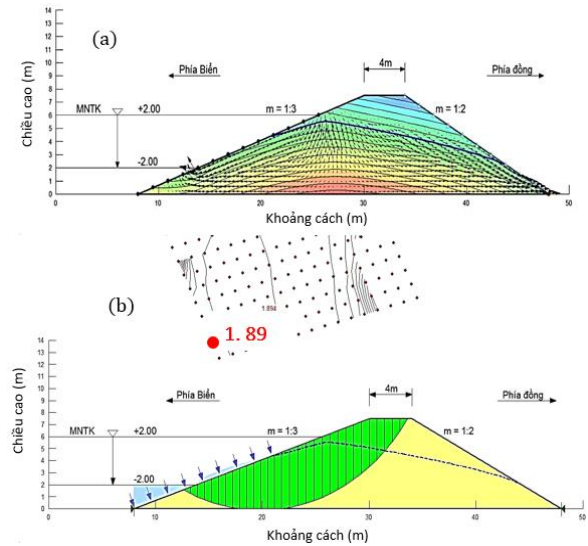 (a)
Chiều cao (m)
14
13
12
11
10
9
8
7
6
5
4
3
2
1
0
Phía Biển
4m
Phía đồng
MNTK
+2.00
m = 1:3
m = 1:2
-2.00
10
20
30
40
50
Khoảng cách (m)
(b)
1.89
1. 89
Chiều cao (m)
14
13
12
11
10
9
8
7
6
5
4
3
2
1
0
Phía Biển
4m
Phía đồng
MNTK
+2.00
m = 1:3
m = 1:2
-2.00
0
10
20
30
40
50
Khoảng cách (m)